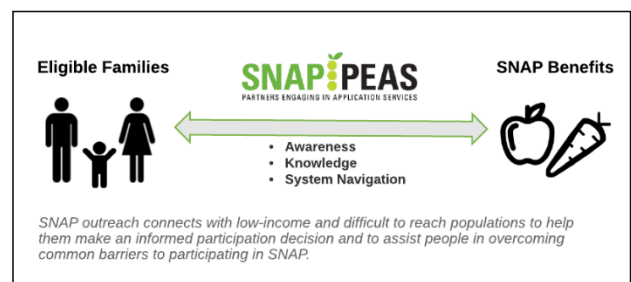 Eligible Families
SNAP PEAS
PARTNERS ENGAGING IN APPLICATION SERVICES
SNAP Benefits
• Awareness
• Knowledge
• System Navigation
SNAP outreach connects with low-income and difficult to reach populations to help
them make an informed participation decision and to assist people in overcoming
common barriers to participating in SNAP.